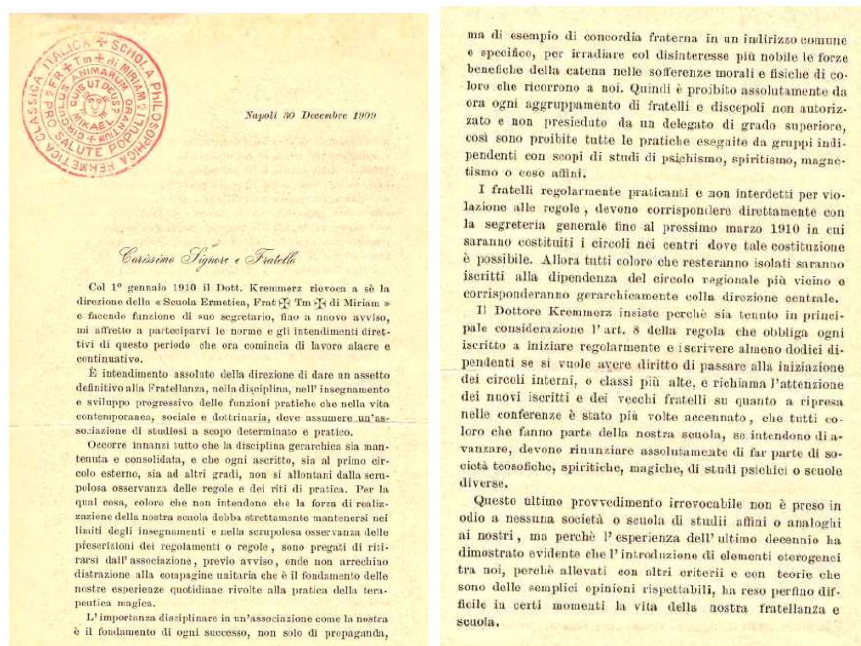 SCHOLA PHILOSOPHICA HERMETICA CLASSICA ITALICA
FR + Tm + di MIRIAM
PRO SALUTE POPULI
CIRCULUS ANIMARUM ORANTIUM
QUIS UT DEUS?
MIKAEL
Napoli 30 Decembre 1909
Carissimo Signore e Fratello
Col 1º gennaio 1910 il Dott. Kremmerz rievoca a sè la
direzione della « Scuola Ermetica, Frat ✠ Tm ✠ di Miriam »
e facendo funzione di suo segretario, fino a nuovo avviso,
mi affretto a parteciparvi le norme e gli intendimenti diret-
tivi di questo periodo che ora comincia di lavoro alacre e
continuativo.
È intendimento assoluto della direzione di dare un assetto
definitivo alla Fratellanza, nella disciplina, nell' insegnamento
e sviluppo progressivo delle funzioni pratiche che nella vita
contemporanea, sociale e dottrinaria, deve assumere un'as-
sociazione di studiosi a scopo determinato e pratico.
Occorre innanzi tutto che la disciplina gerarchica sia man-
tenuta e consolidata, e che ogni ascritto, sia al primo cir-
colo esterno, sia ad altri gradi, non si allontani dalla scru-
polosa osservanza delle regole e dei riti di pratica. Per la
qual cosa, coloro che non intendono che la forza di realiz-
zazione della nostra scuola debba strettamente mantenersi nei
limiti degli insegnamenti e nella scrupolosa osservanza delle
prescrizioni dei regolamenti o regole, sono pregati di riti-
rarsi dall'associazione, previo avviso, onde non arrechino
distrazione alla compagine unitaria che è il fondamento delle
nostre esperienze quotidiane rivolte alla pratica della tera-
peutica magica.
L'importanza disciplinare in un'associazione come la nostra
è il fondamento di ogni successo, non solo di propaganda,
ma di esempio di concordia fraterna in un indirizzo comune
e specifico, per irradiare col disinteresse più nobile le forze
benefiche della catena nelle sofferenze morali e fisiche di co-
loro che ricorrono a noi. Quindi è proibito assolutamente da
ora ogni aggruppamento di fratelli e discepoli non autoriz-
zato e non presieduto da un delegato di grado superiore,
così sono proibite tutte le pratiche eseguite da gruppi indi-
pendenti con scopi di studi di psichismo, spiritismo, magne-
tismo o cose affini.
I fratelli regolarmente praticanti e non interdetti per vio-
lazione alle regole, devono corrispondere direttamente con
la segreteria generale fino al prossimo marzo 1910 in cui
saranno costituiti i circoli nei centri dove tale costituzione
è possibile. Allora tutti coloro che resteranno isolati saranno
iscritti alla dipendenza del circolo regionale più vicino e
corrisponderanno gerarchicamente colla direzione centrale.
Il Dottore Kremmerz insiste perchè sia tenuto in princi-
pale considerazione l'art. 8 della regola che obbliga ogni
iscritto a iniziare regolarmente e iscrivere almeno dodici di-
pendenti se si vuole avere diritto di passare alla iniziazione
dei circoli interni, o classi più alte, e richiama l'attenzione
dei nuovi iscritti e dei vecchi fratelli su quanto a ripresa
nelle conferenze è stato più volte accennato, che tutti co-
loro che fanno parte della nostra scuola, se intendono di a-
vanzare, devono rinunziare assolutamente di far parte di so-
cietà teosofiche, spiritiche, magiche, di studi psichici o scuole
diverse.
Questo ultimo provvedimento irrevocabile non è preso in
odio a nessuna società o scuola di studii affini o analoghi
ai nostri, ma perchè l'esperienza dell'ultimo decennio ha
dimostrato evidente che l'introduzione di elementi eterogenei
tra noi, perchè allevati con altri criterii e con teorie che
sono delle semplici opinioni rispettabili, ha reso perfino dif-
ficile in certi momenti la vita della nostra fratellanza e
scuola.